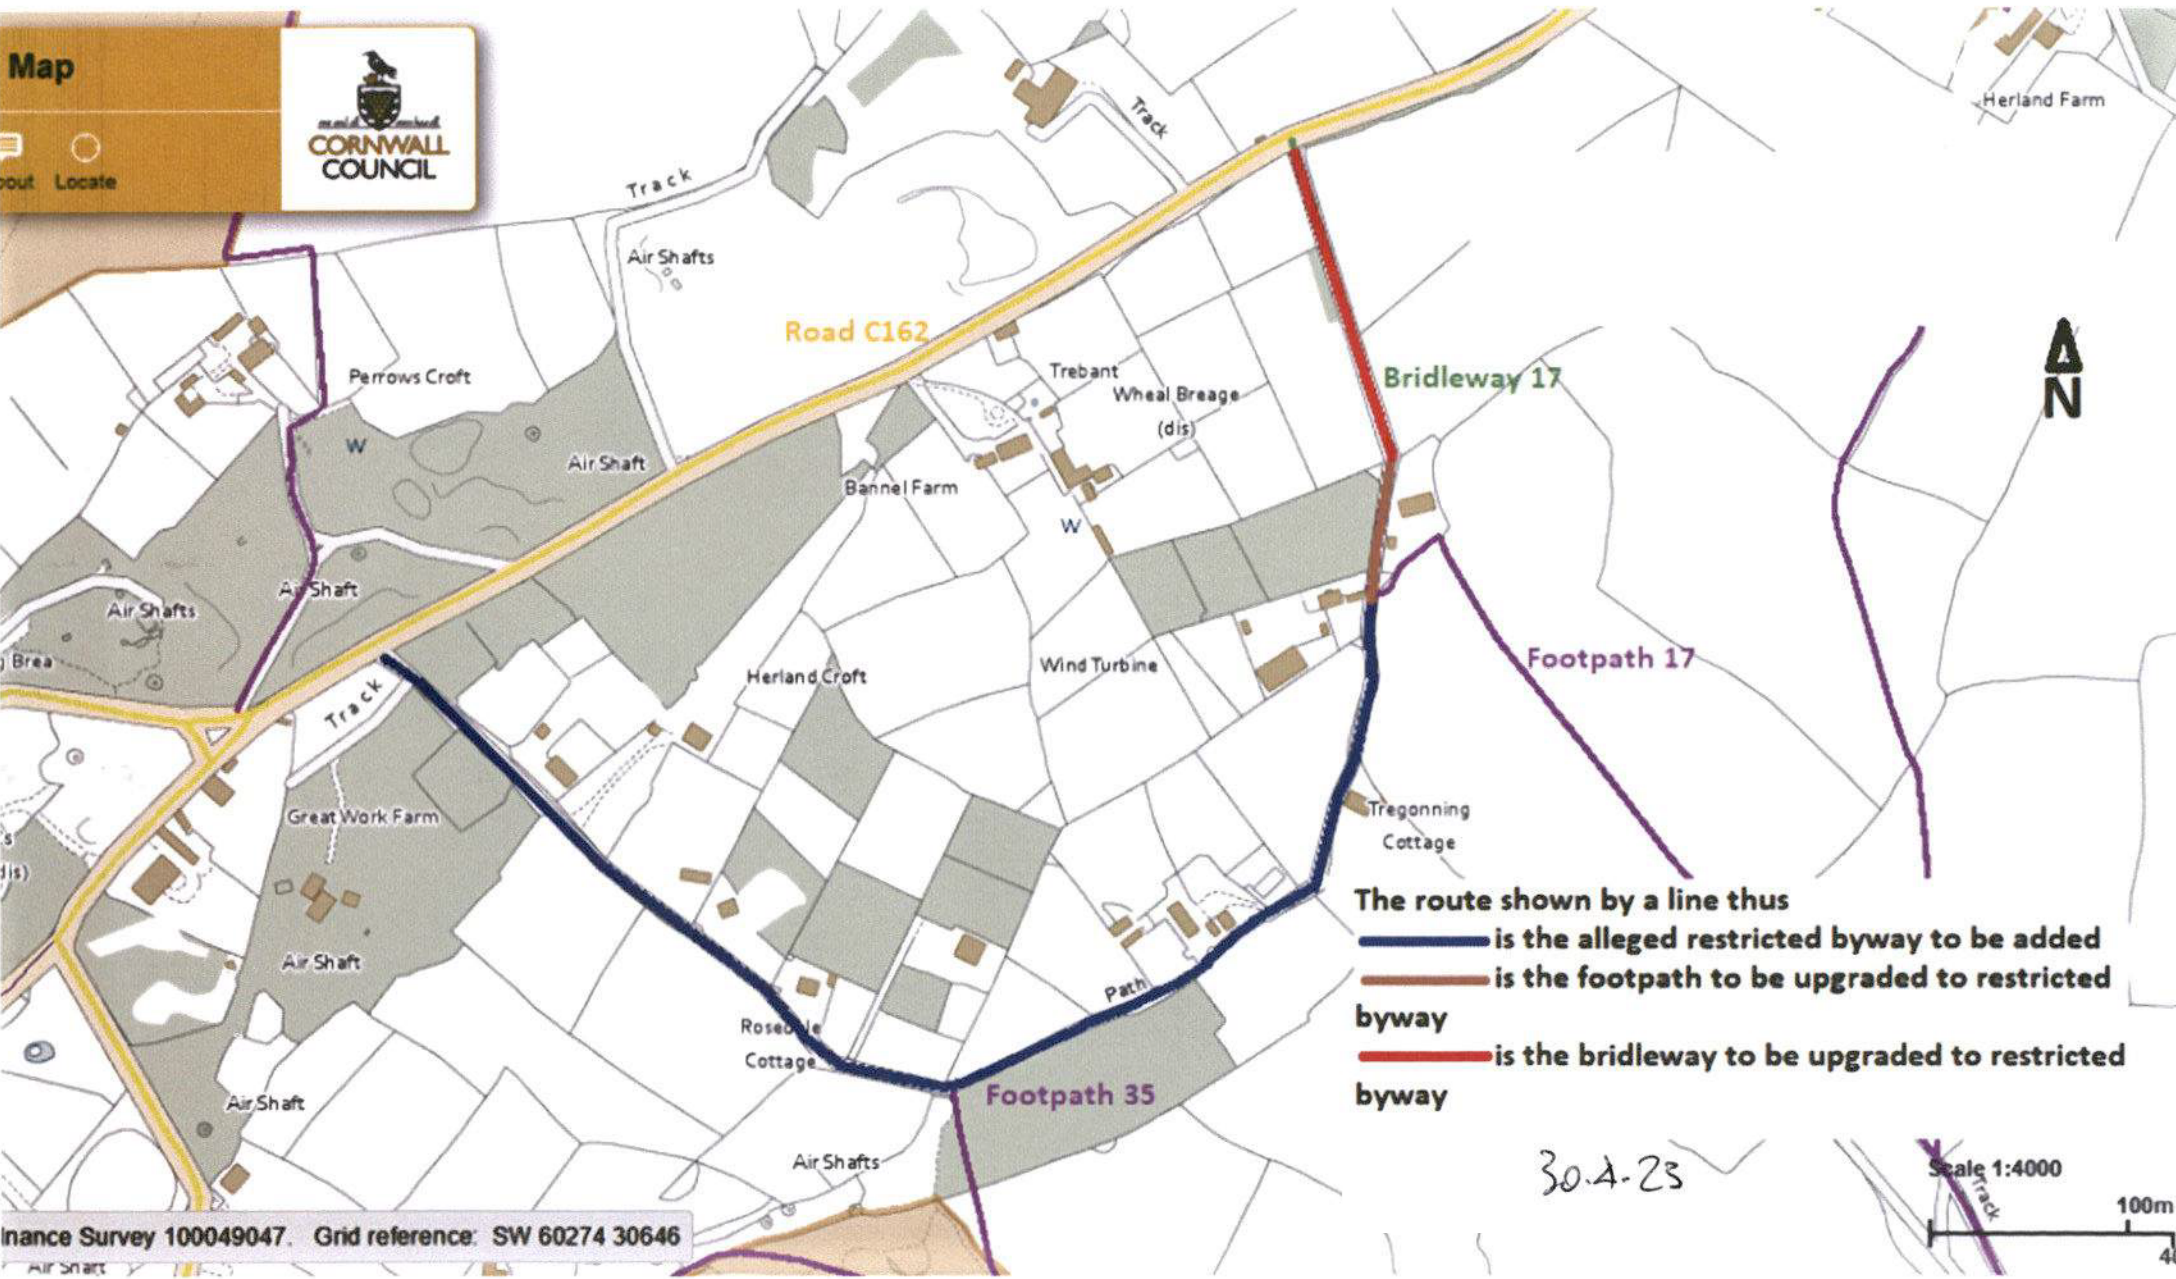 Map
CORNWALL
COUNCIL
Locate
Track
Track
Herland Farm
Air Shafts
Road C162
Perrows Croft
Trebant
Wheal Breage
(dis)
Bridleway 17
N
W
Air Shaft
Bannel Farm
W
Air Shaft
Air Shafts
Brea
Track
Herland Croft
Wind Turbine
Footpath 17
Great Work Farm
Tregonning
Cottage
The route shown by a line thus
is the alleged restricted byway to be added
is the footpath to be upgraded to restricted
byway
is the bridleway to be upgraded to restricted
byway
Air Shaft
Path
Cottage
Footpath 35
Air Shaft
Air Shafts
30.4.23
Scale 1:4000
Track
100m
Survey 100049047. Grid reference: SW 60274 30646
Air Shaft